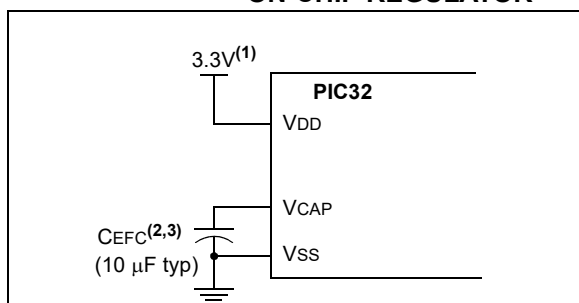 ON-CHIP REGULATOR
3.3V(1)
PIC32
VDD
VCAP
CEFC(2,3)
(10 μF typ)
VSS